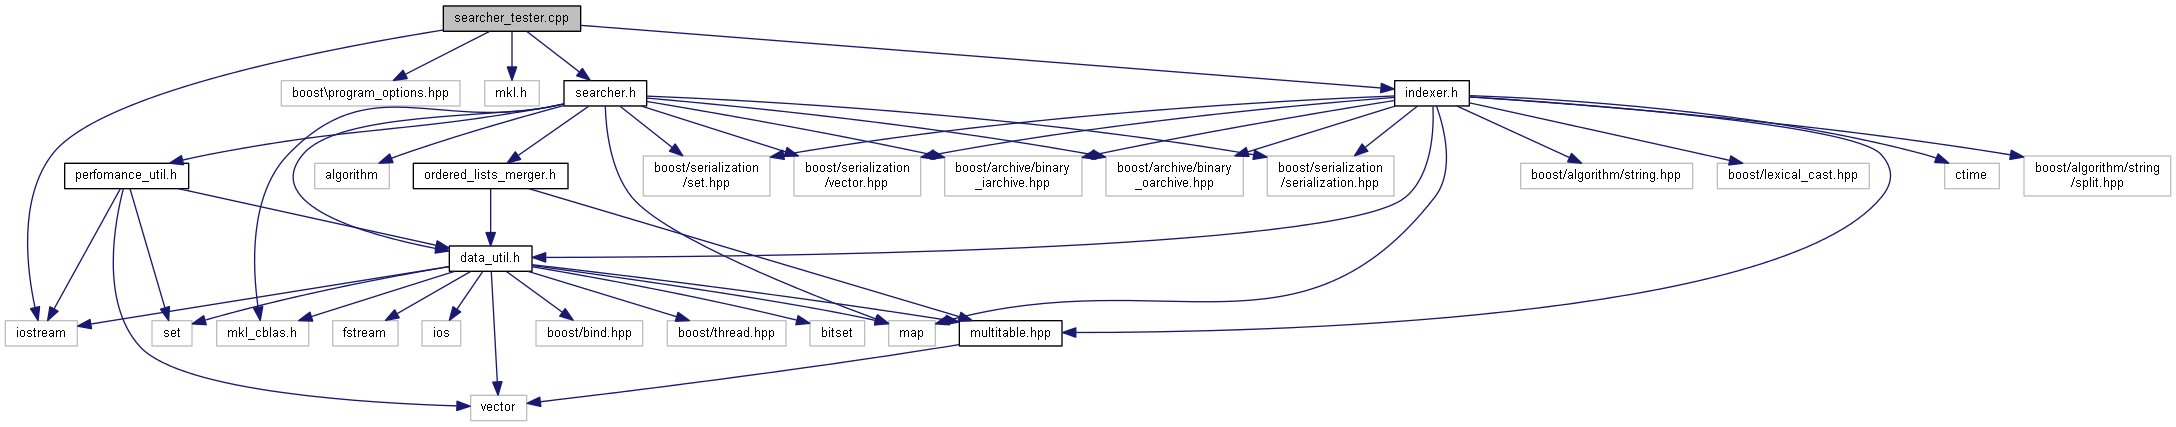 searcher_tester.cpp
boost\program_options.hpp
mkl.h
searcher.h
indexer.h
perfomance_util.h
algorithm
ordered_lists_merger.h
boost/serialization
/set.hpp
boost/serialization
/vector.hpp
boost/archive/binary
_iarchive.hpp
boost/archive/binary
_oarchive.hpp
boost/serialization
/serialization.hpp
boost/algorithm/string.hpp
boost/lexical_cast.hpp
ctime
boost/algorithm/string
/split.hpp
data_util.h
iostream
set
mkl_cblas.h
fstream
ios
boost/bind.hpp
boost/thread.hpp
bitset
map
multitable.hpp
vector